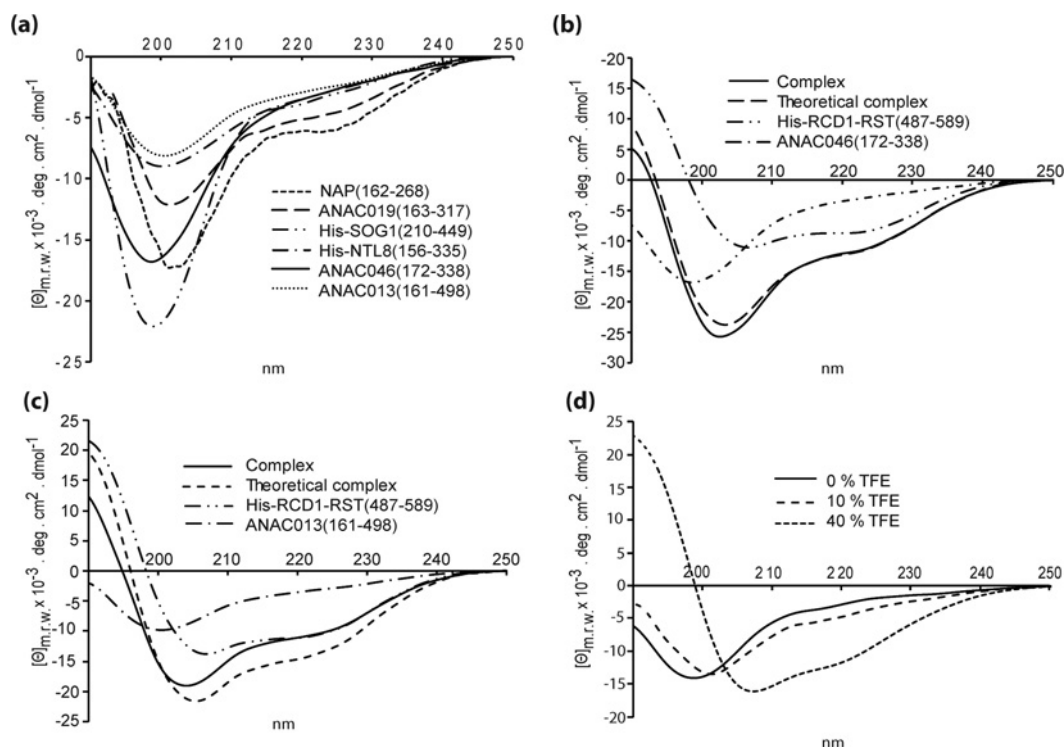 (a)
0
200
210
220
230
240
250
-5
-10
-15
-20
-25
[Θ]m.r.w. x 10⁻³ . deg . cm² . dmol⁻¹
NAP(162-268)
ANAC019(163-317)
His-SOG1(210-449)
His-NTL8(156-335)
ANAC046(172-338)
ANAC013(161-498)
nm
(b)
-20
-15
10
5
0
-5
-10
-15
-20
-25
-30
200
210
220
230
240
250
[Θ]m.r.w. x 10⁻³ . deg . cm² . dmol⁻¹
Complex
Theoretical complex
His-RCD1-RST(487-589)
ANAC046(172-338)
nm
(c)
25
20
15
10
5
0
-5
-10
-15
-20
-25
200
210
220
230
240
250
[Θ]m.r.w. x 10⁻³ . deg . cm² . dmol⁻¹
Complex
Theoretical complex
His-RCD1-RST(487-589)
ANAC013(161-498)
nm
(d)
25
20
15
10
5
0
-5
-10
-15
-20
200
210
220
230
240
250
[Θ]m.r.w. x 10⁻³ . deg . cm² . dmol⁻¹
0 % TFE
10 % TFE
40 % TFE
nm